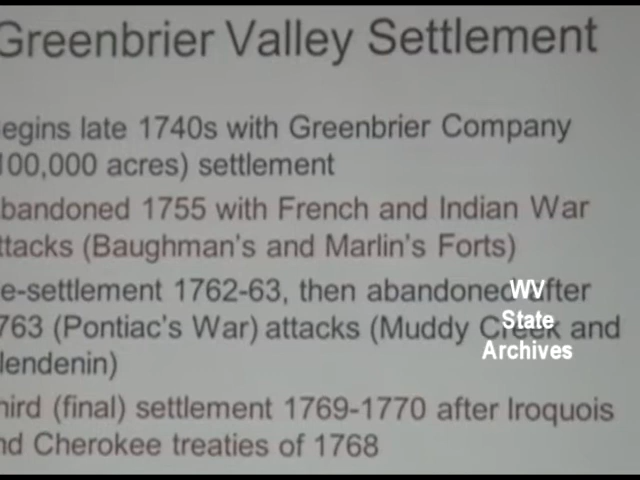 Greenbrier Valley Settlement
egins late 1740s with Greenbrier Company
100,000 acres) settlement
bandoned 1755 with French and Indian War
ttacks (Baughman's and Marlin's Forts)
e-settlement 1762-63, then abandoned after
763 (Pontiac's War) attacks (Muddy Creek and
lendenin)
hird (final) settlement 1769-1770 after Iroquois
nd Cherokee treaties of 1768
WV
State
Archives